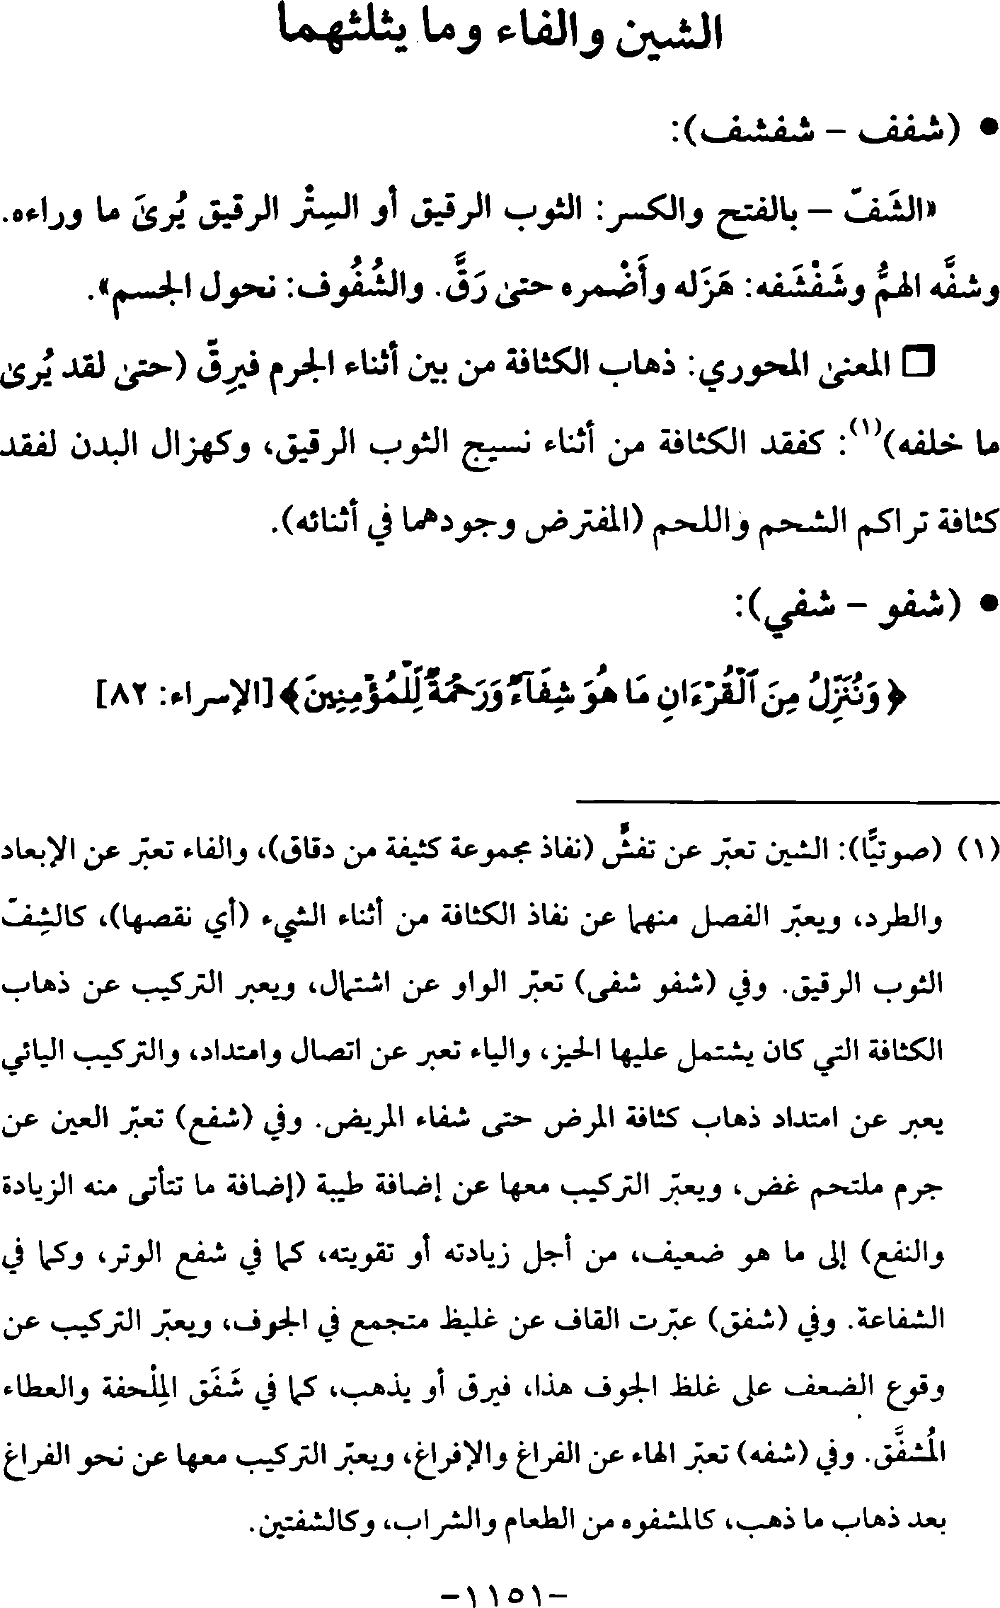 الشين والفاء وما يثلثهما
• (شفف - شفشف):
«الشَفّ – بالفتح والكسر: الثوب الرقيق أو السِتْر الرقيق يُرىَ ما وراءه.
وشفَّه الهمُّ وشَفْشَفه: هَزَله وأَضْمره حتى رَقَّ. والشُفُوف: نحول الجسم».
□ المعنى المحوري: ذهاب الكثافة من بين أثناء الجرم فيرِقّ (حتى لقد يُرىٰ
ما خلفه)(١): كفقد الكثافة من أثناء نسيج الثوب الرقيق، وكهزال البدن لفقد
كثافة تراكم الشحم واللحم (المفترض وجودهما في أثنائه).
• (شفو - شفي):
﴿وَنُنَزِّلُ مِنَ ٱلْقُرْءَانِ مَا هُوَ شِفَآءٌ وَرَحْمَةٌ لِّلْمُؤْمِنِينَ﴾ [الإسراء: ٨٢]
(١) (صوتيًّا): الشين تعبّر عن تفشٍّ (نفاذ مجموعة كثيفة من دقاق)، والفاء تعبّر عن الإبعاد
والطرد، ويعبّر الفصل منهما عن نفاذ الكثافة من أثناء الشيء (أي نقصها)، كالشِفّ
الثوب الرقيق. وفي (شفو شفى) تعبّر الواو عن اشتمال، ويعبر التركيب عن ذهاب
الكثافة التي كان يشتمل عليها الحيز، والياء تعبر عن اتصال وامتداد، والتركيب اليائي
يعبر عن امتداد ذهاب كثافة المرض حتى شفاء المريض. وفي (شفع) تعبّر العين عن
جرم ملتحم غض، ويعبّر التركيب معها عن إضافة طيبة (إضافة ما تتأتى منه الزيادة
والنفع) إلى ما هو ضعيف، من أجل زيادته أو تقويته، كما في شفع الوتر، وكما في
الشفاعة. وفي (شفق) عبّرت القاف عن غليظ متجمع في الجوف، ويعبّر التركيب عن
وقوع الضعف على غلظ الجوف هذا، فيرق أو يذهب، كما في شَفَق المِلْحفة والعطاء
المُشفَّق. وفي (شفه) تعبّر الهاء عن الفراغ والإفراغ، ويعبّر التركيب معها عن نحو الفراغ
بعد ذهاب ما ذهب، كالمشفوه من الطعام والشراب، وكالشفتين.
-١١٥١-